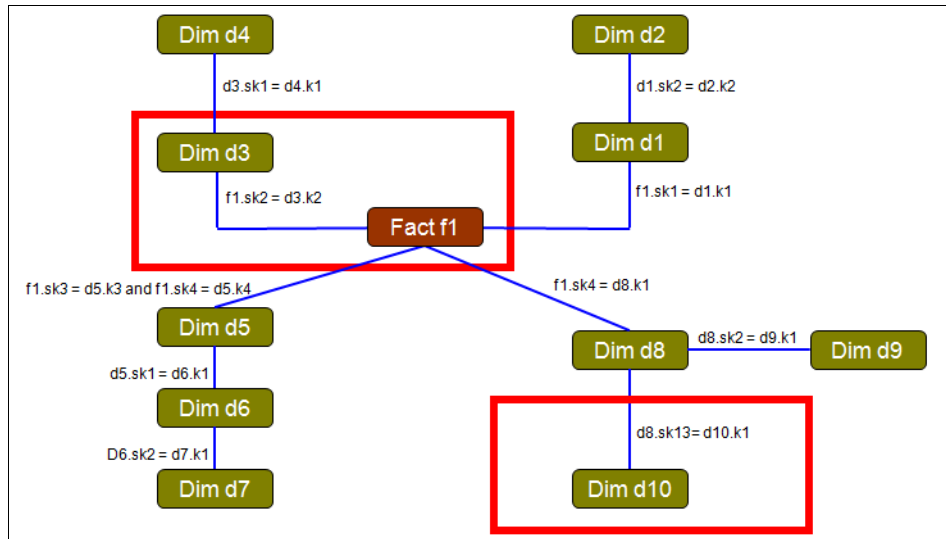 Dim d4
Dim d2
d3.sk1 = d4.k1
d1.sk2 = d2.k2
Dim d3
Dim d1
f1.sk2 = d3.k2
f1.sk1 = d1.k1
Fact f1
f1.sk3 = d5.k3 and f1.sk4 = d5.k4
f1.sk4 = d8.k1
Dim d5
Dim d8
d8.sk2 = d9.k1
Dim d9
d5.sk1 = d6.k1
Dim d6
d8.sk13= d10.k1
D6.sk2 = d7.k1
Dim d7
Dim d10